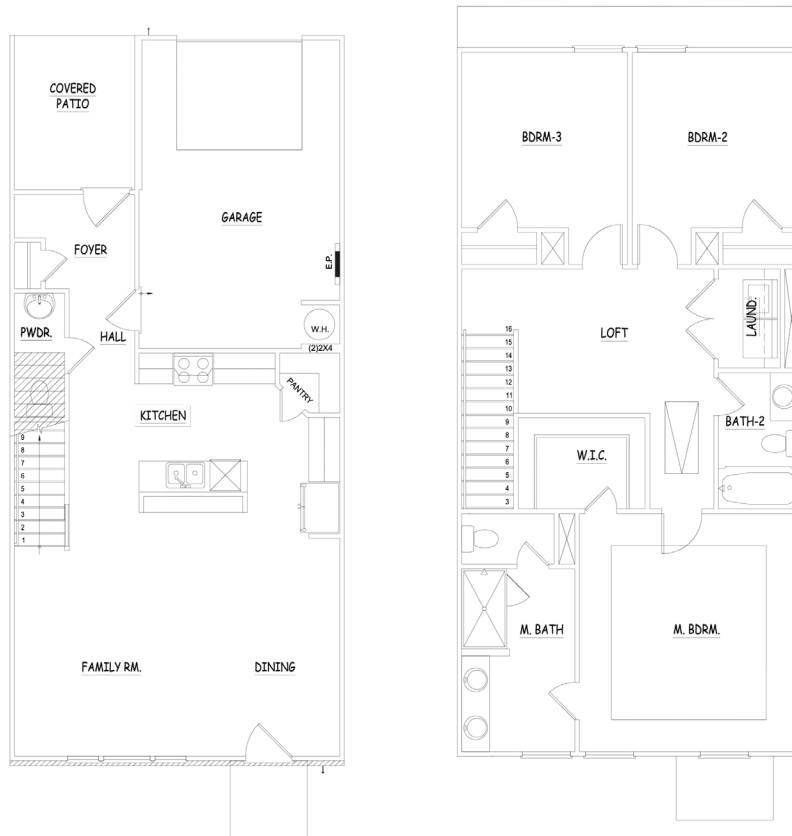 COVERED
PATIO
GARAGE
FOYER
E.P.
PWDR.
HALL
W.H.
(2)2X4
PANTRY
KITCHEN
9
8
7
6
5
4
3
2
1
FAMILY RM.
DINING
BDRM-3
BDRM-2
LAUND.
LOFT
16
15
14
13
12
11
10
9
8
7
6
5
4
3
BATH-2
W.I.C.
M. BATH
M. BDRM.